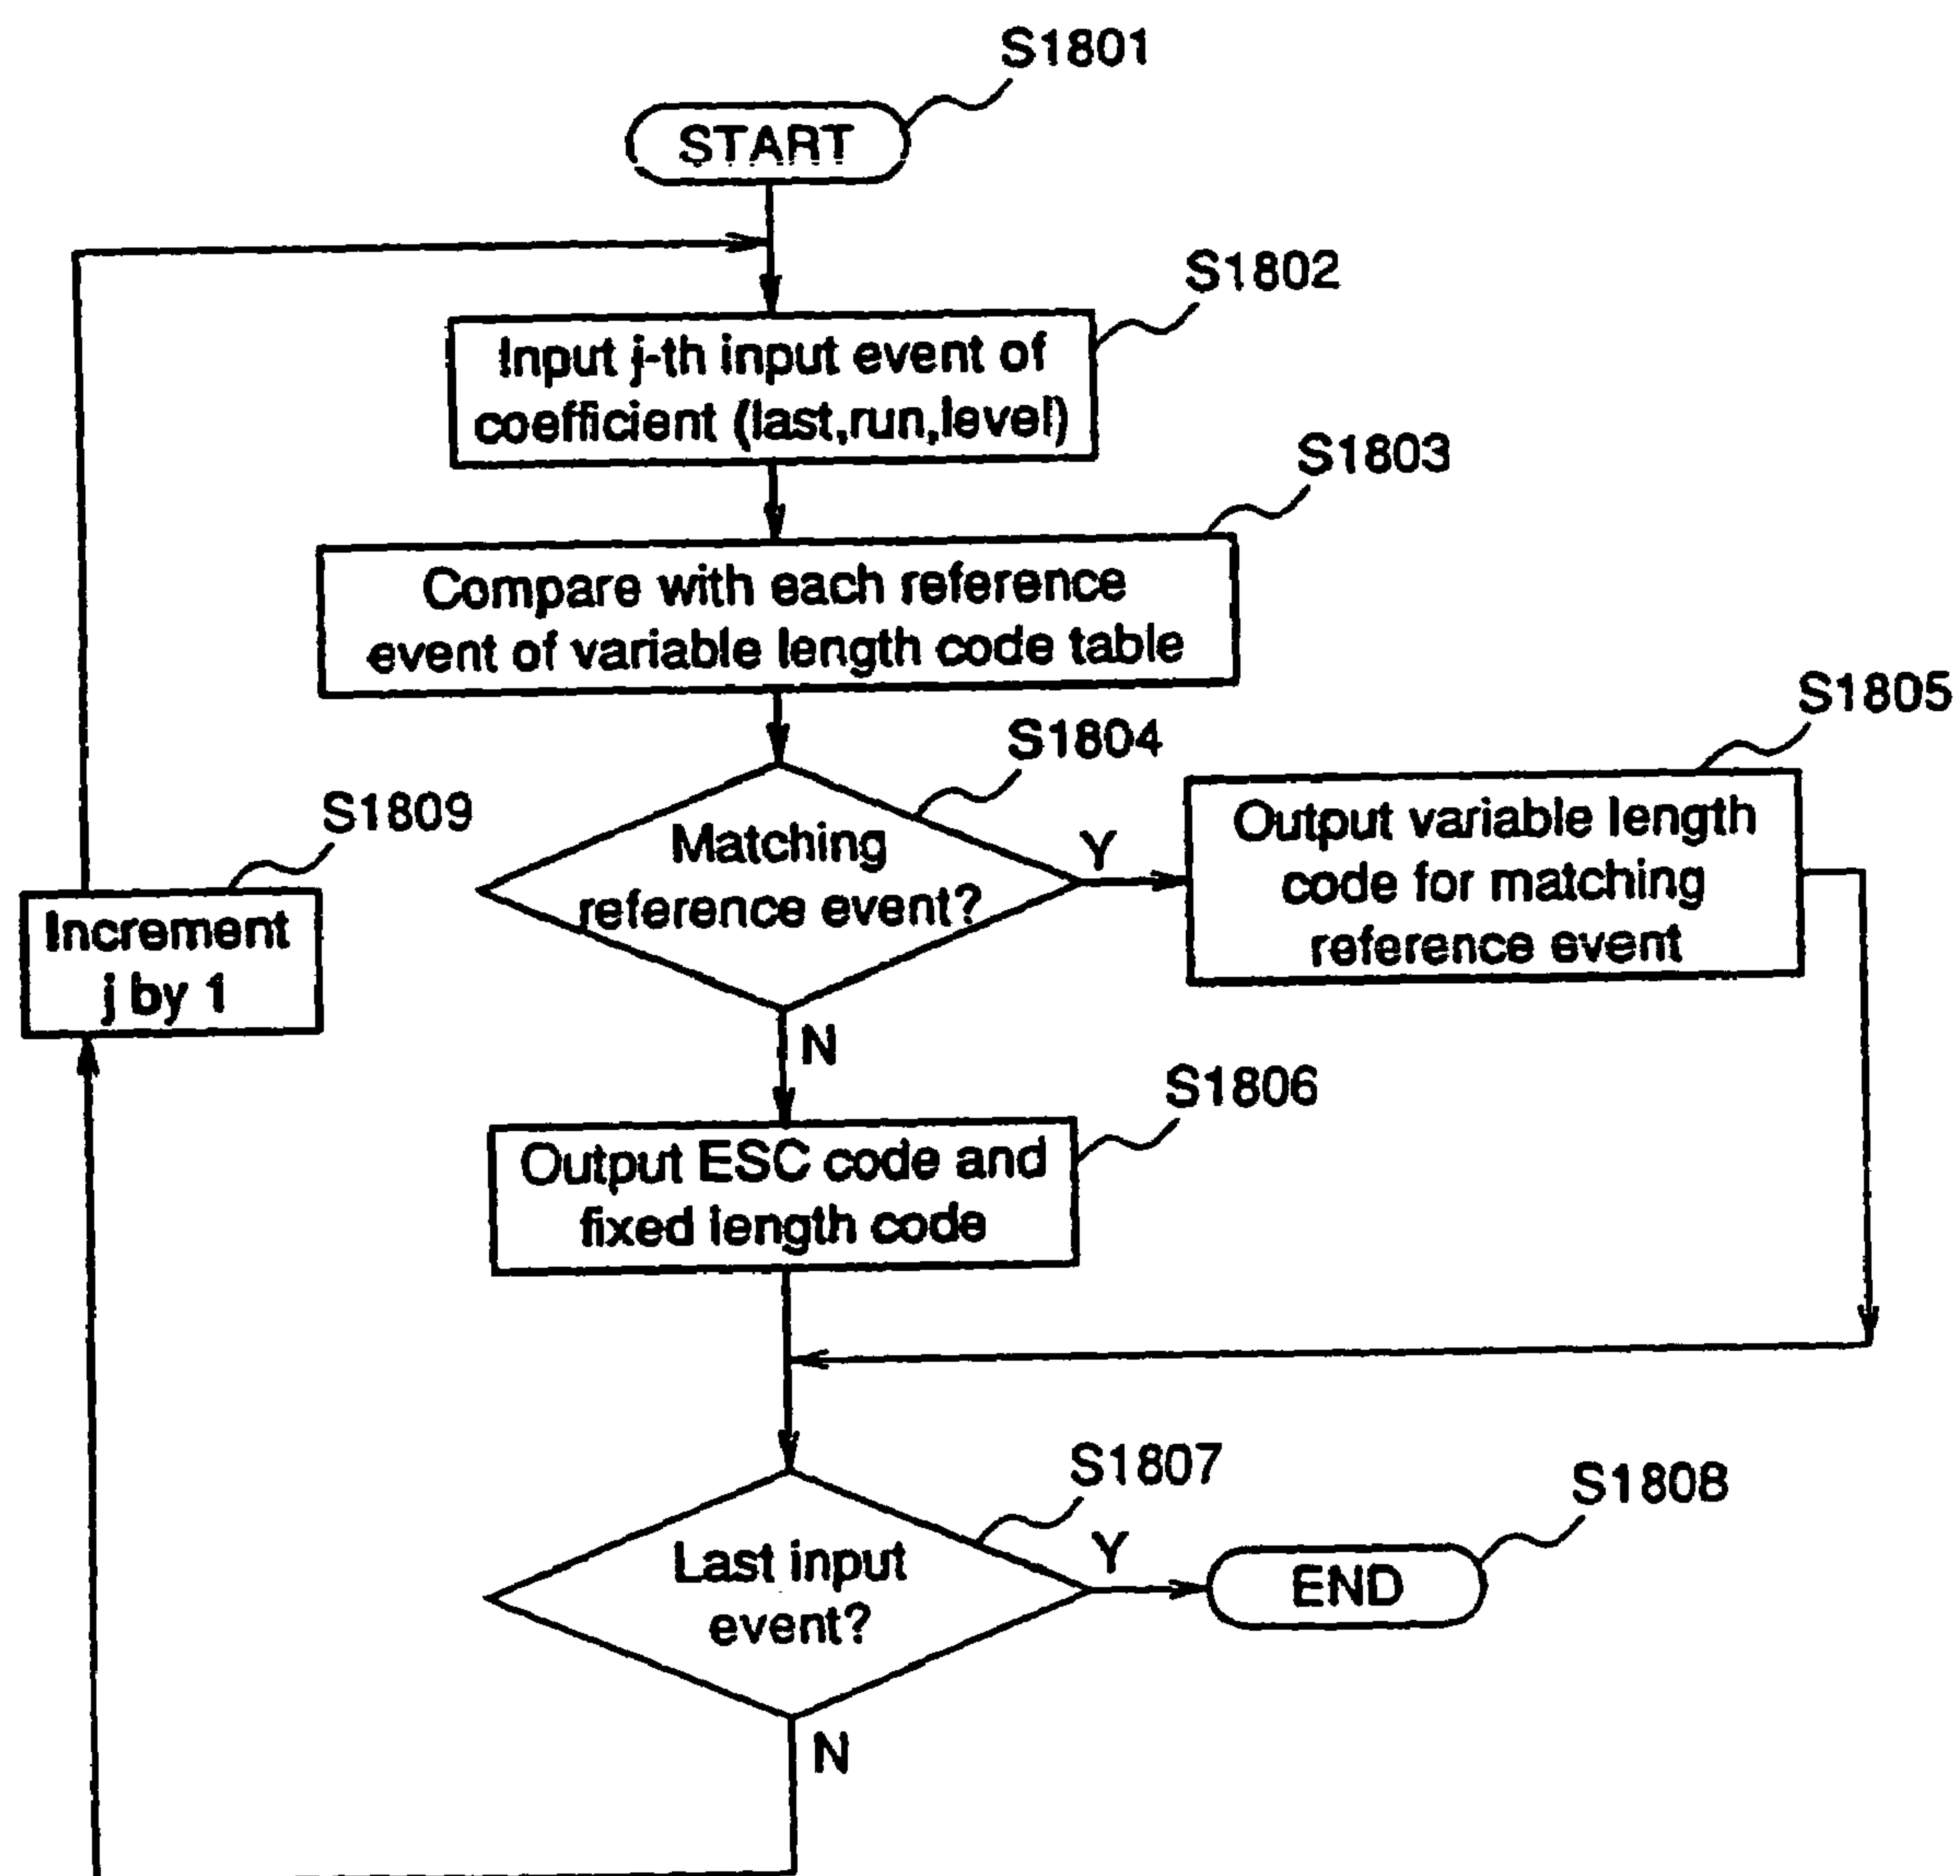 S1801
START
S1802
Input j-th input event of
coefficient (last,run,level)
S1803
Compare with each reference
event of variable length code table
S1804
Matching
reference event?
Y
S1805
Output variable length
code for matching
reference event
S1809
Increment
j by 1
N
S1806
Output ESC code and
fixed length code
S1807
Last input
event?
Y
S1808
END
N